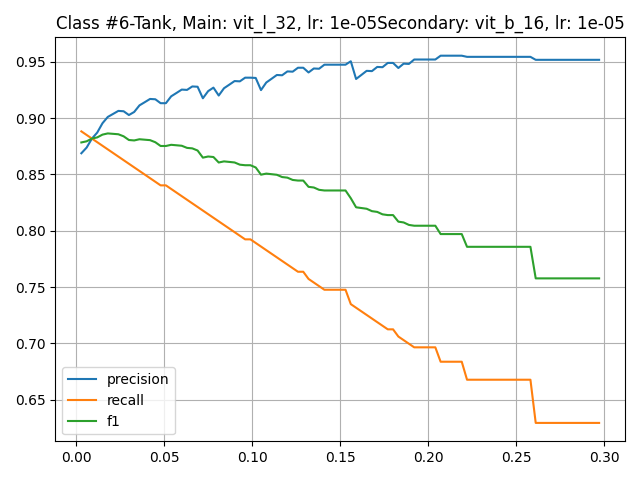 Class #6-Tank, Main: vit_l_32, lr: 1e-05Secondary: vit_b_16, lr: 1e-05
0.95
0.90
0.85
0.80
0.75
0.70
0.65
precision
recall
f1
0.00 0.05 0.10 0.15 0.20 0.25 0.30